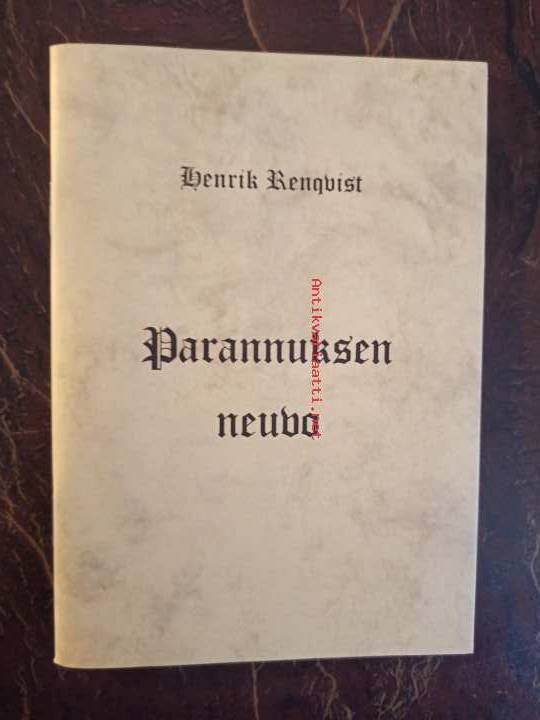 Henrik Renqvist
Parannuksen
neuvo
Antikvariaatti.net